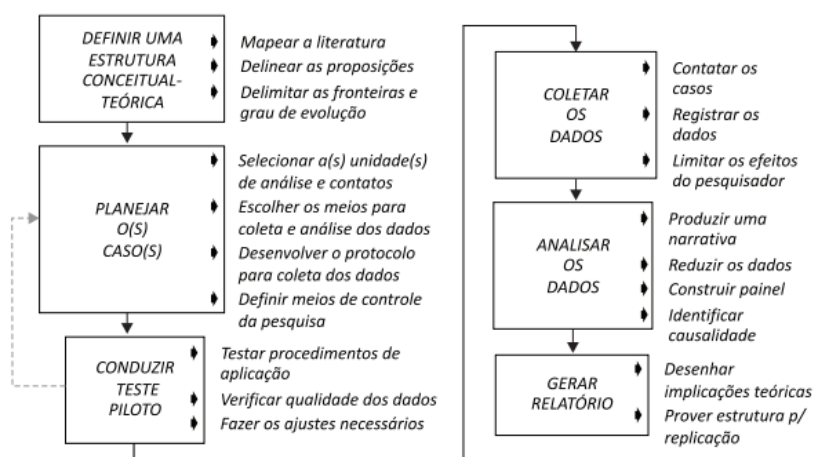 DEFINIR UMA
ESTRUTURA
CONCEITUAL-
TEÓRICA
Mapear a literatura
Delinear as proposições
Delimitar as fronteiras e
grau de evolução
PLANEJAR
O(S)
CASO(S)
Selecionar a(s) unidade(s)
de análise e contatos
Escolher os meios para
coleta e análise dos dados
Desenvolver o protocolo
para coleta dos dados
Definir meios de controle
da pesquisa
CONDUZIR
TESTE
PILOTO
Testar procedimentos de
aplicação
Verificar qualidade dos dados
Fazer os ajustes necessários
COLETAR
OS
DADOS
Contatar os
casos
Registrar os
dados
Limitar os efeitos
do pesquisador
ANALISAR
OS
DADOS
Produzir uma
narrativa
Reduzir os dados
Construir painel
Identificar
causalidade
GERAR
RELATÓRIO
Desenhar
implicações teóricas
Prover estrutura p/
replicação